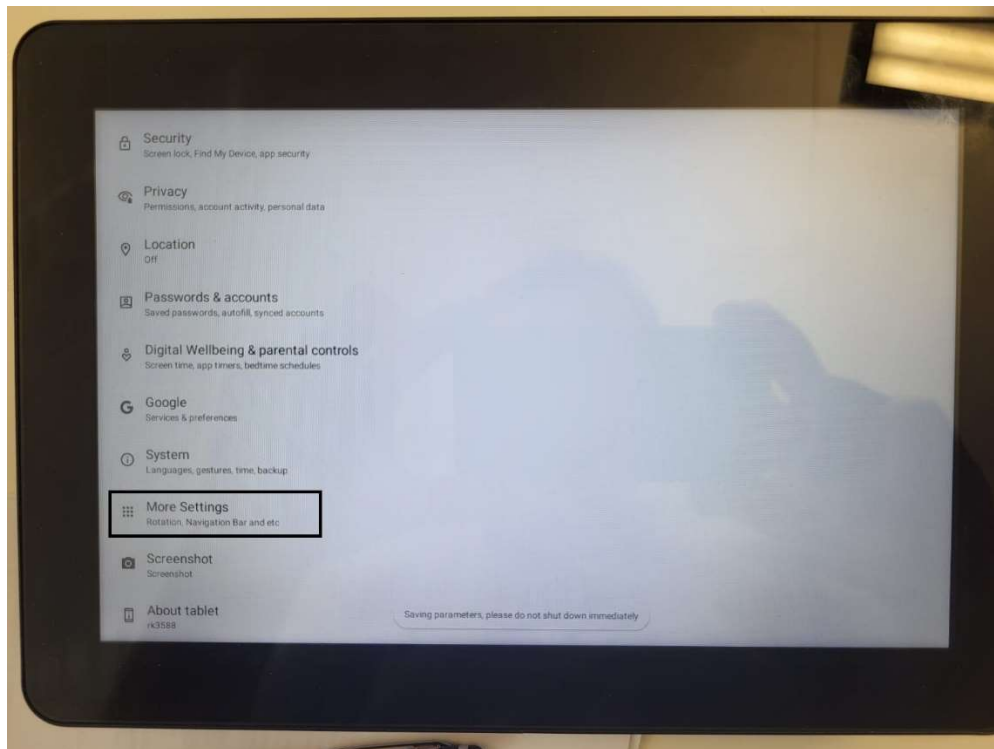 Security
Screen lock, Find My Device, app security
Privacy
Permissions, account activity, personal data
Location
Off
Passwords & accounts
Saved passwords, autofill, synced accounts
Digital Wellbeing & parental controls
Screen time, app timers, bedtime schedules
Google
Services & preferences
System
Languages, gestures, time, backup
More Settings
Rotation, Navigation Bar and etc
Screenshot
Screenshot
About tablet
rk3588
Saving parameters, please do not shut down immediately